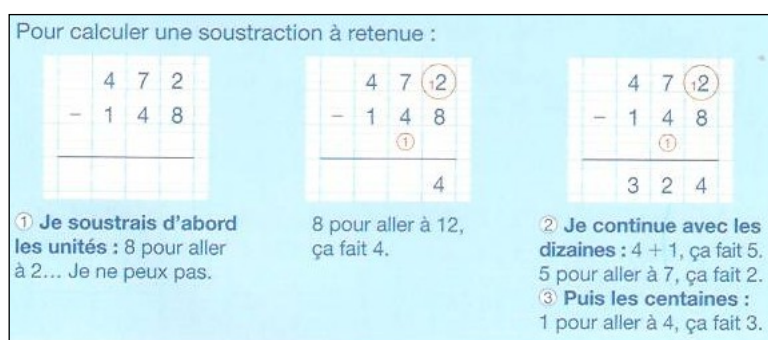 Pour calculer une soustraction à retenue :
4 7 2
− 1 4 8
① Je soustrais d'abord
les unités : 8 pour aller
à 2... Je ne peux pas.
4 7 12
− 1 4 8
①
4
8 pour aller à 12,
ça fait 4.
4 7 12
− 1 4 8
①
3 2 4
② Je continue avec les
dizaines : 4 + 1, ça fait 5.
5 pour aller à 7, ça fait 2.
③ Puis les centaines :
1 pour aller à 4, ça fait 3.